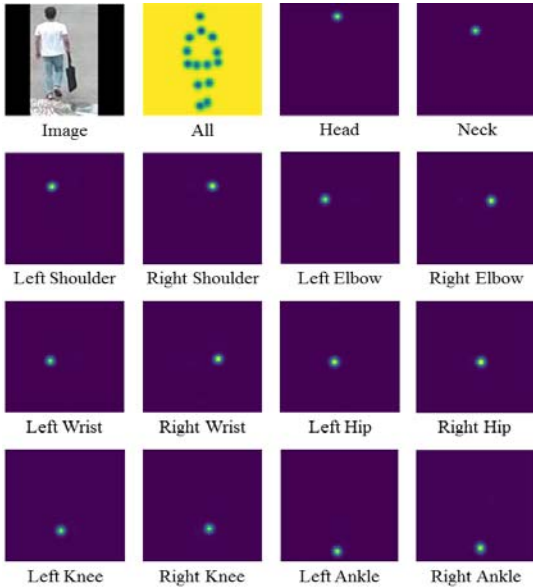 Image All Head Neck
Left Shoulder Right Shoulder Left Elbow Right Elbow
Left Wrist Right Wrist Left Hip Right Hip
Left Knee Right Knee Left Ankle Right Ankle